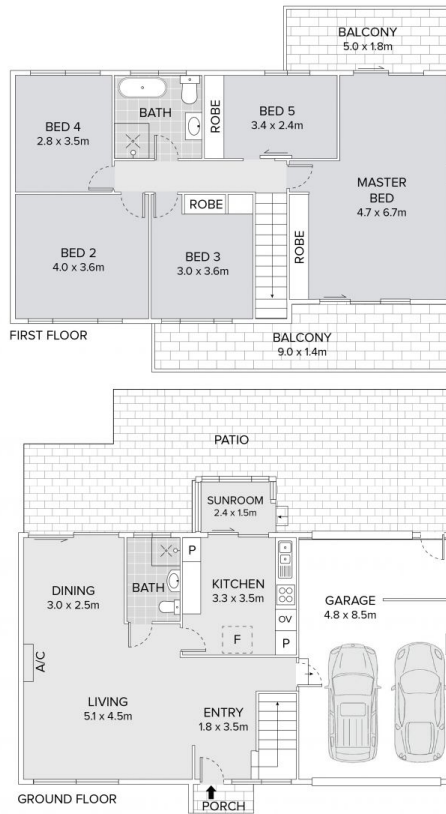 BALCONY
5.0 x 1.8m
BED 4
2.8 x 3.5m
BATH
ROBE
BED 5
3.4 x 2.4m
MASTER
BED
4.7 x 6.7m
ROBE
BED 2
4.0 x 3.6m
BED 3
3.0 x 3.6m
ROBE
FIRST FLOOR
BALCONY
9.0 x 1.4m
PATIO
SUNROOM
2.4 x 1.5m
DINING
3.0 x 2.5m
BATH
P
KITCHEN
3.3 x 3.5m
OV
P
F
GARAGE
4.8 x 8.5m
A/C
LIVING
5.1 x 4.5m
ENTRY
1.8 x 3.5m
GROUND FLOOR
PORCH